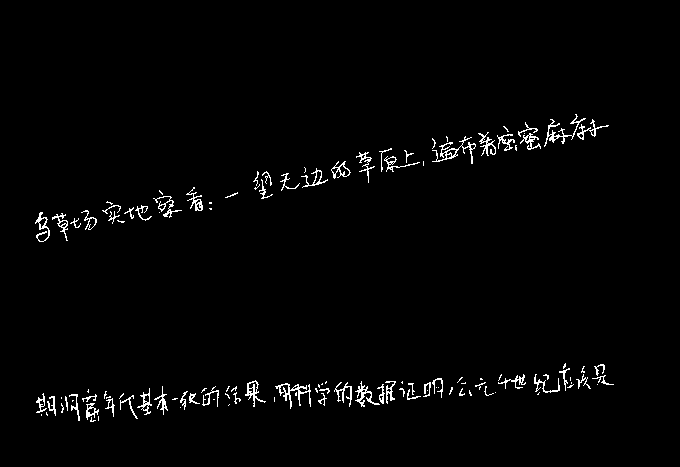 乌草场实地察看:一望无边的草原上,遍布着密密麻麻
期洞窟年代基本一致的结果,用科学的数据证明,公元4世纪应该是